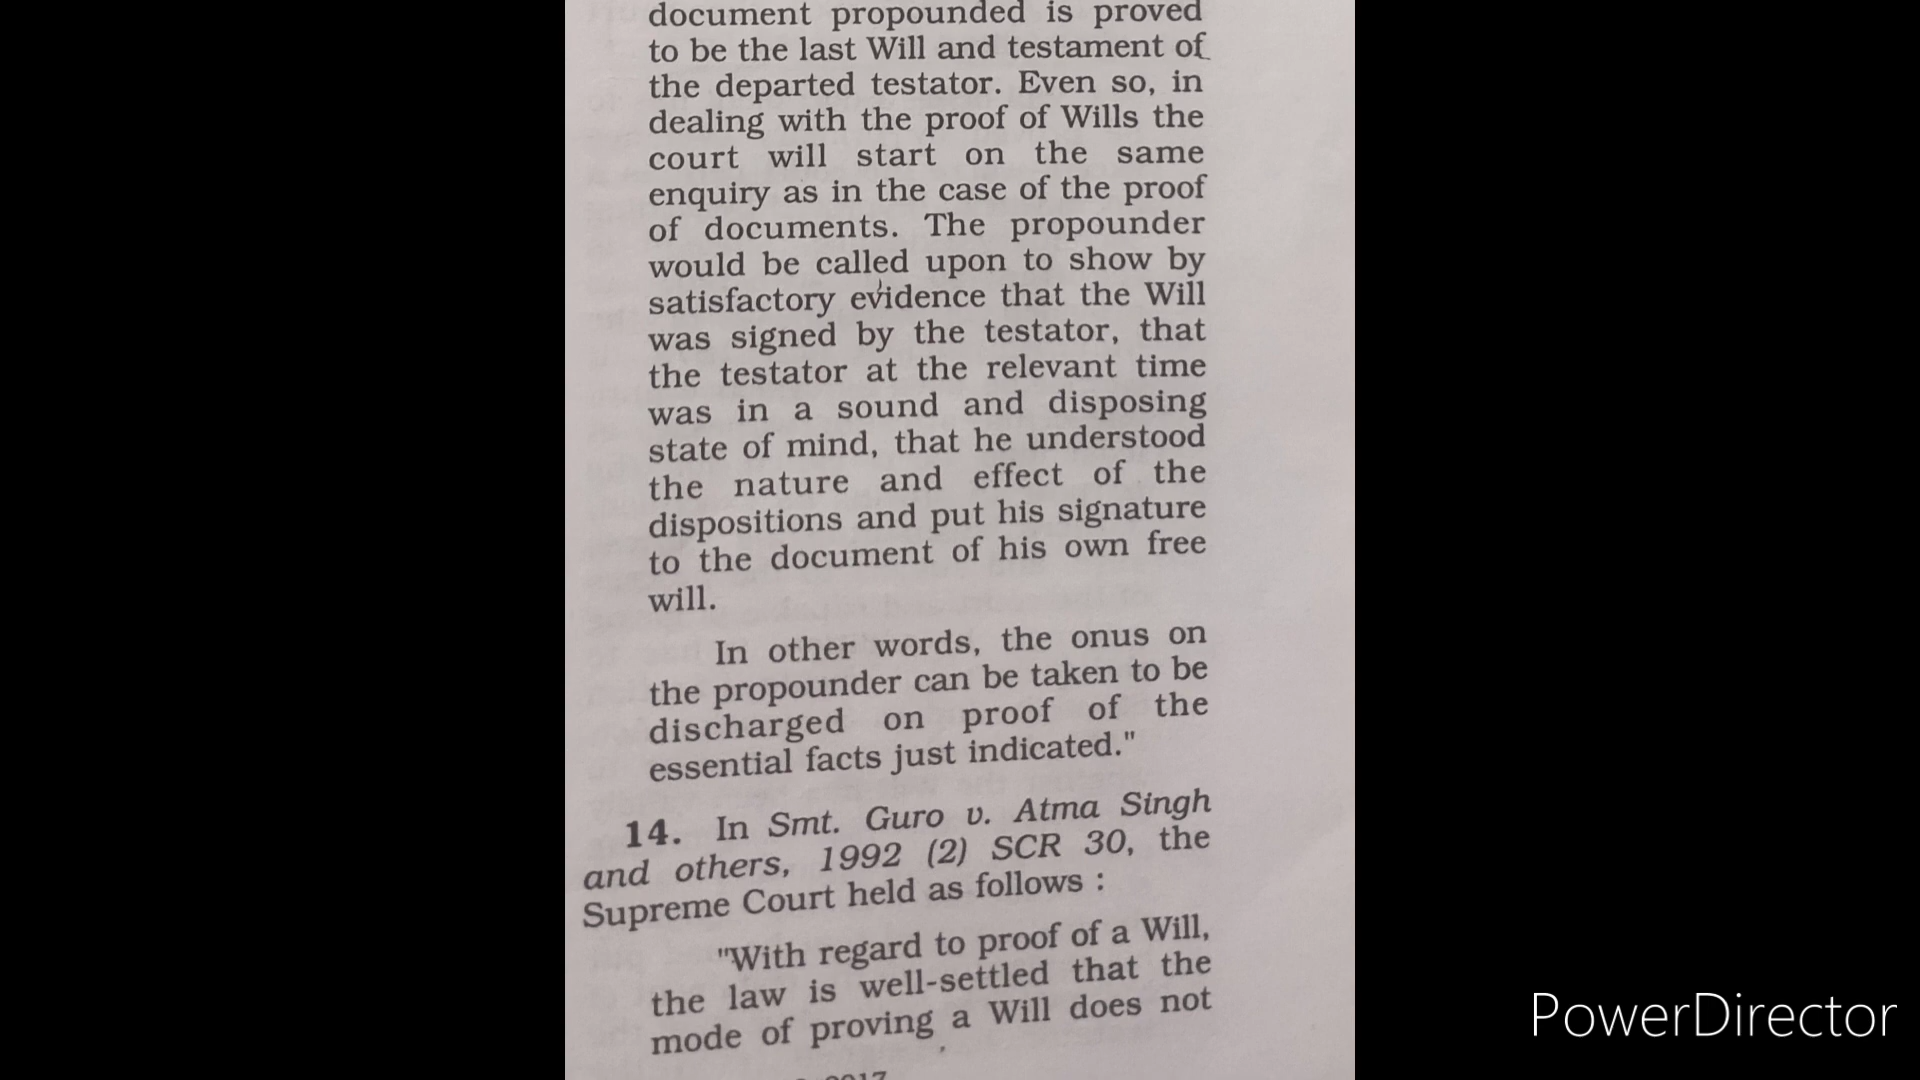 document propounded is proved
to be the last Will and testament of
the departed testator. Even so, in
dealing with the proof of Wills the
court will start on the same
enquiry as in the case of the proof
of documents. The propounder
would be called upon to show by
satisfactory evidence that the Will
was signed by the testator, that
the testator at the relevant time
was in a sound and disposing
state of mind, that he understood
the nature and effect of the
dispositions and put his signature
to the document of his own free
will.
In other words, the onus on
the propounder can be taken to be
discharged on proof of the
essential facts just indicated."
14. In Smt. Guro v. Atma Singh
and others, 1992 (2) SCR 30, the
Supreme Court held as follows :
"With regard to proof of a Will,
the law is well-settled that the
mode of proving a Will does not
2017
PowerDirector